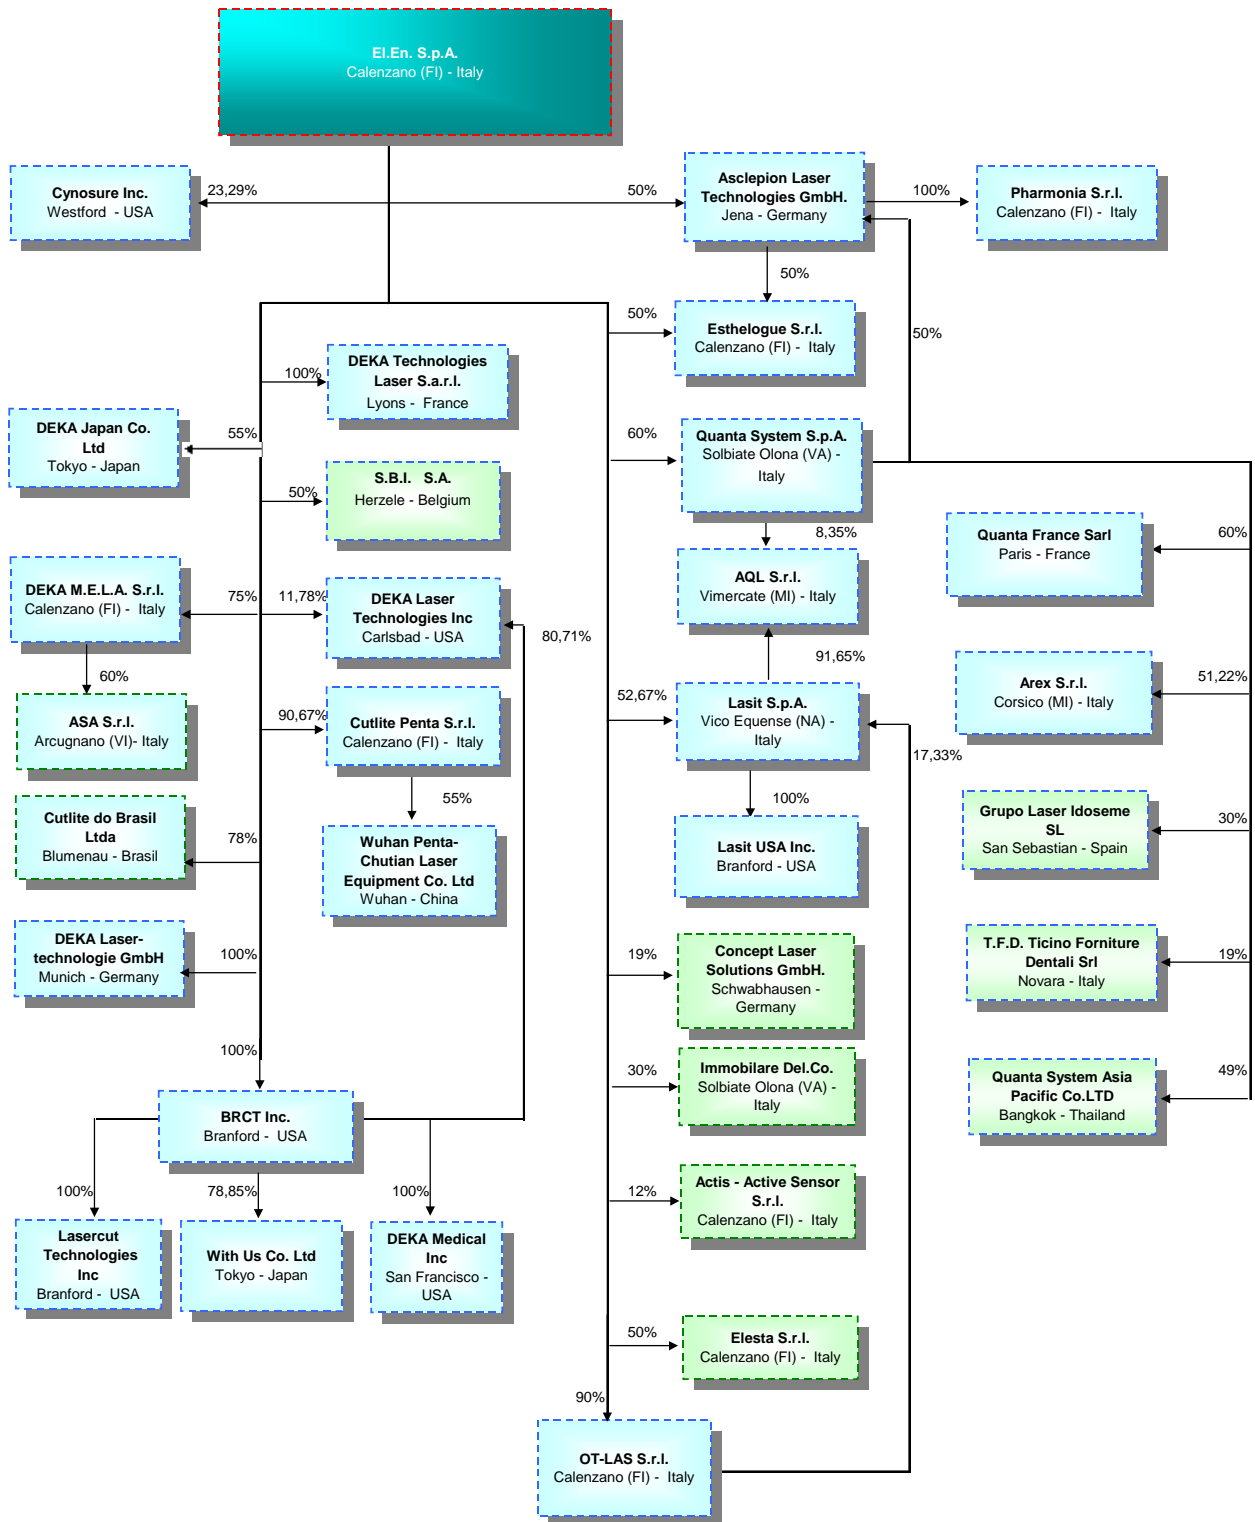 El.En. S.p.A.
Calenzano (FI) - Italy
Cynosure Inc.
Westford - USA
23,29%
50%
Asclepion Laser
Technologies GmbH.
Jena - Germany
100%
Pharmonia S.r.l.
Calenzano (FI) - Italy
50%
50%
Esthelogue S.r.l.
Calenzano (FI) - Italy
50%
100%
DEKA Technologies
Laser S.a.r.l.
Lyons - France
DEKA Japan Co.
Ltd
Tokyo - Japan
55%
60%
Quanta System S.p.A.
Solbiate Olona (VA) -
Italy
50%
S.B.I. S.A.
Herzele - Belgium
8,35%
Quanta France Sarl
Paris - France
60%
DEKA M.E.L.A. S.r.l.
Calenzano (FI) - Italy
75%
11,78%
DEKA Laser
Technologies Inc
Carlsbad - USA
80,71%
AQL S.r.l.
Vimercate (MI) - Italy
91,65%
60%
52,67%
Lasit S.p.A.
Vico Equense (NA) -
Italy
Arex S.r.l.
Corsico (MI) - Italy
51,22%
ASA S.r.l.
Arcugnano (VI)- Italy
90,67%
Cutlite Penta S.r.l.
Calenzano (FI) - Italy
17,33%
55%
100%
Cutlite do Brasil
Ltda
Blumenau - Brasil
78%
Wuhan Penta-
Chutian Laser
Equipment Co. Ltd
Wuhan - China
Lasit USA Inc.
Branford - USA
Grupo Laser Idoseme
SL
San Sebastian - Spain
30%
DEKA Laser-
technologie GmbH
Munich - Germany
100%
19%
Concept Laser
Solutions GmbH.
Schwabhausen -
Germany
T.F.D. Ticino Forniture
Dentali Srl
Novara - Italy
19%
100%
30%
Immobilare Del.Co.
Solbiate Olona (VA) -
Italy
Quanta System Asia
Pacific Co.LTD
Bangkok - Thailand
49%
BRCT Inc.
Branford - USA
100%
78,85%
100%
12%
Actis - Active Sensor
S.r.l.
Calenzano (FI) - Italy
Lasercut
Technologies
Inc
Branford - USA
With Us Co. Ltd
Tokyo - Japan
DEKA Medical
Inc
San Francisco -
USA
50%
Elesta S.r.l.
Calenzano (FI) - Italy
90%
OT-LAS S.r.l.
Calenzano (FI) - Italy